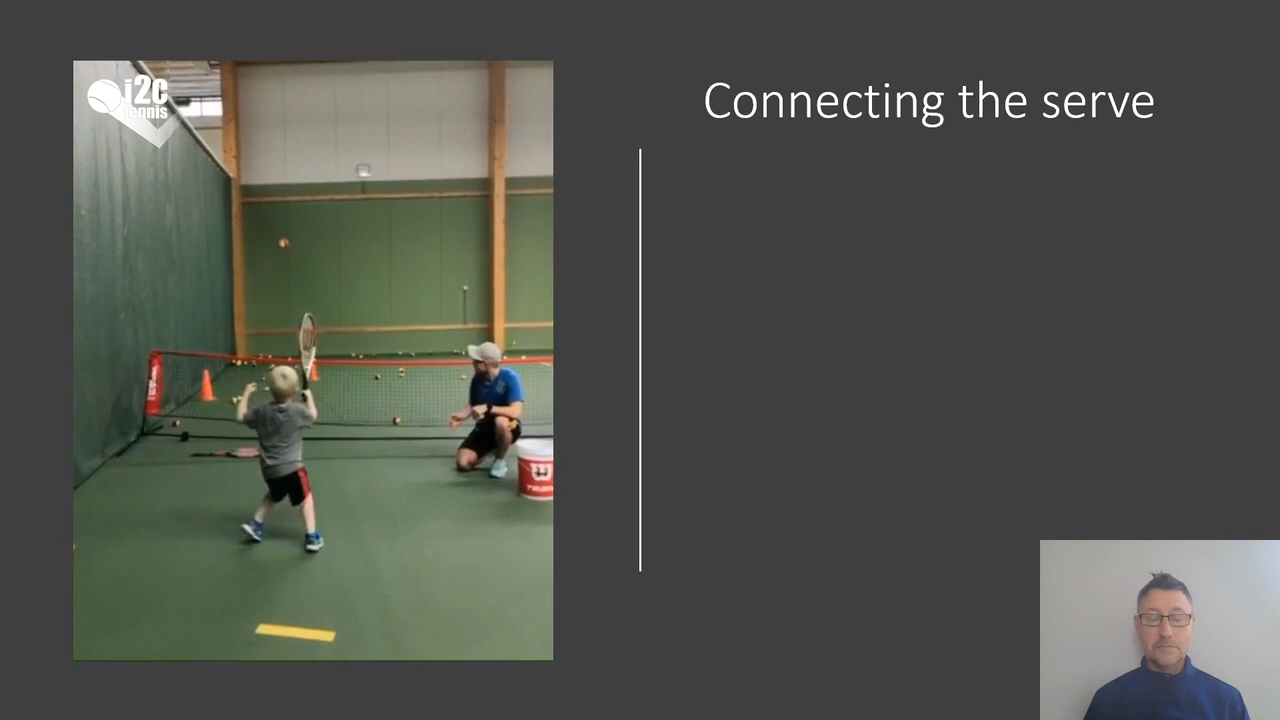 i2c
tennis
Connecting the serve